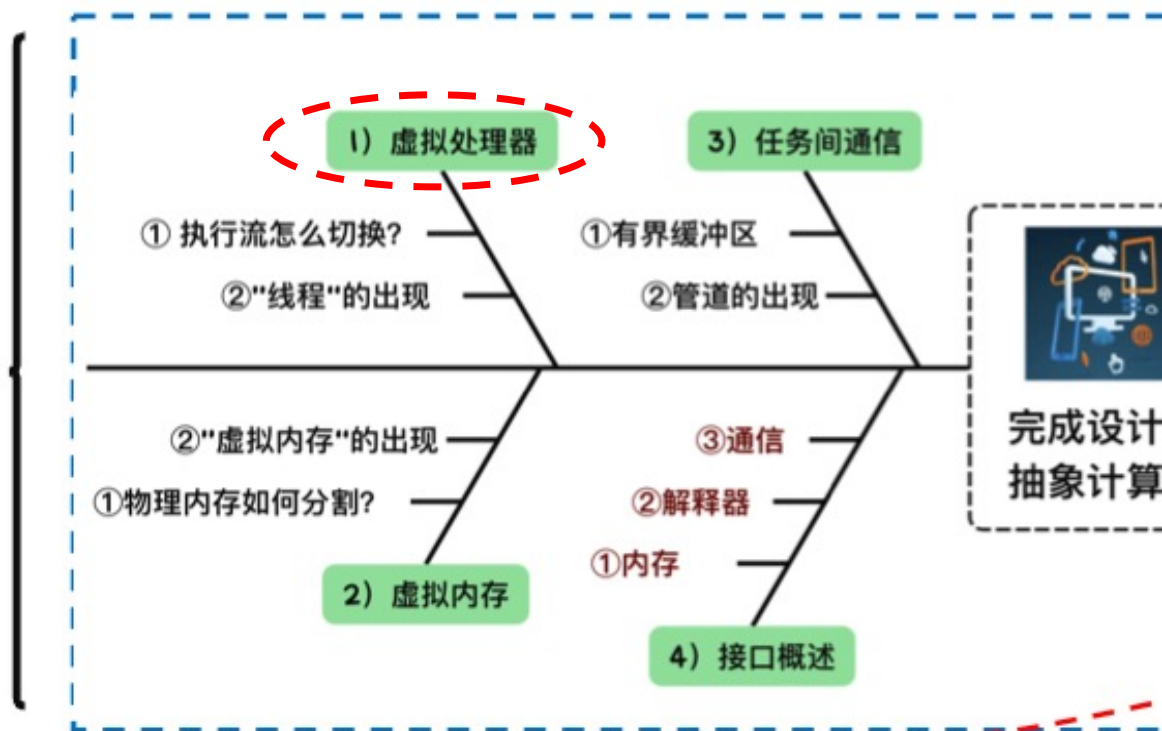 1）虚拟处理器
① 执行流怎么切换?
②"线程"的出现
3）任务间通信
①有界缓冲区
②管道的出现
②"虚拟内存"的出现
①物理内存如何分割?
2）虚拟内存
③通信
②解释器
①内存
4）接口概述
完成设计
抽象计算